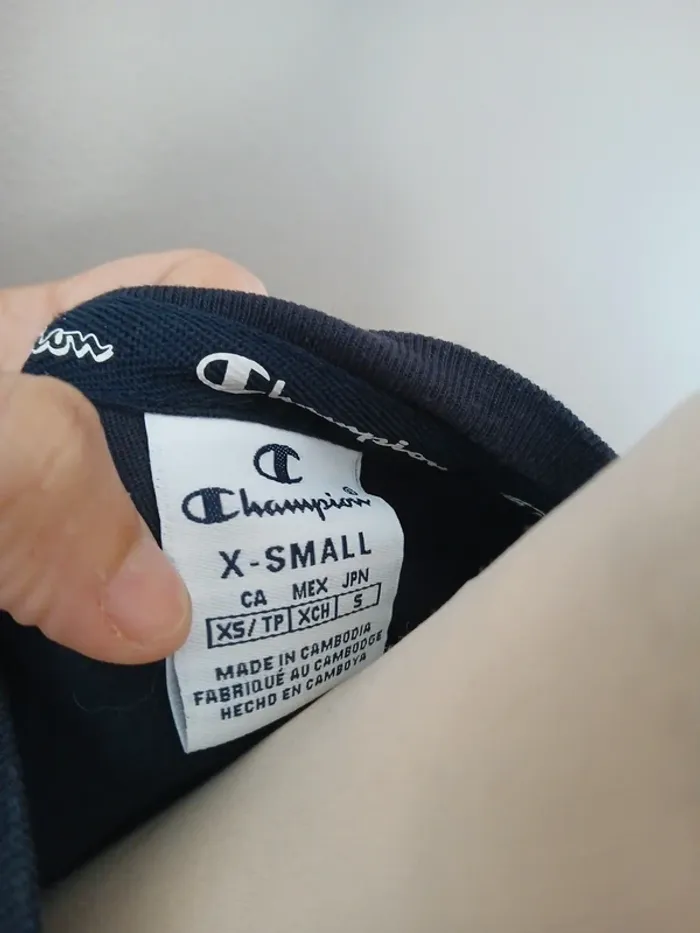 Champion
Champion®
X-SMALL
CA MEX JPN
XS/TP XCH S
MADE IN CAMBODIA
FABRIQUÉ AU CAMBODGE
HECHO EN CAMBOYA